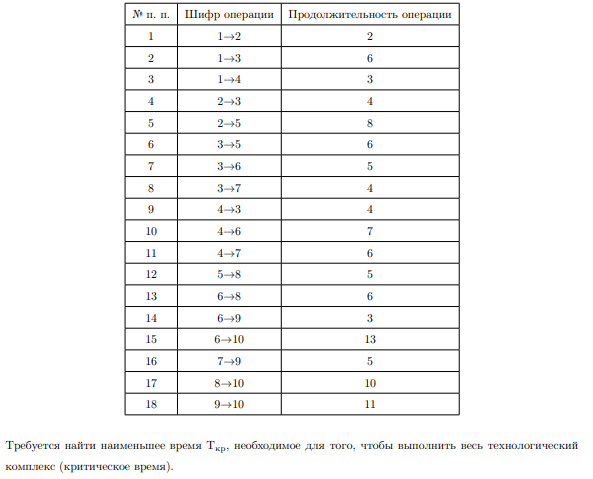 № п. п. Шифр операции Продолжительность операции
1 1→2 2
2 1→3 6
3 1→4 3
4 2→3 4
5 2→5 8
6 3→5 6
7 3→6 5
8 3→7 4
9 4→3 4
10 4→6 7
11 4→7 6
12 5→8 5
13 6→8 6
14 6→9 3
15 6→10 13
16 7→9 5
17 8→10 10
18 9→10 11
Требуется найти наименьшее время Tкр, необходимое для того, чтобы выполнить весь технологический
комплекс (критическое время).